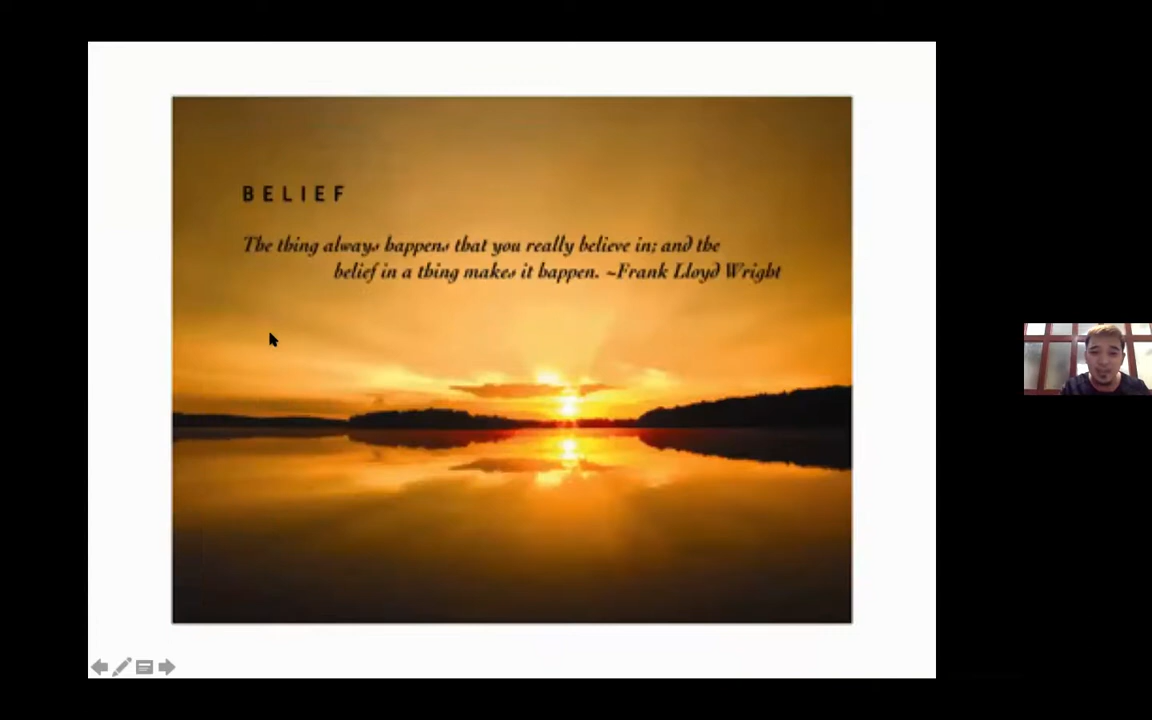 BELIEF
The thing always happens that you really believe in; and the
belief in a thing makes it happen. ~Frank Lloyd Wright